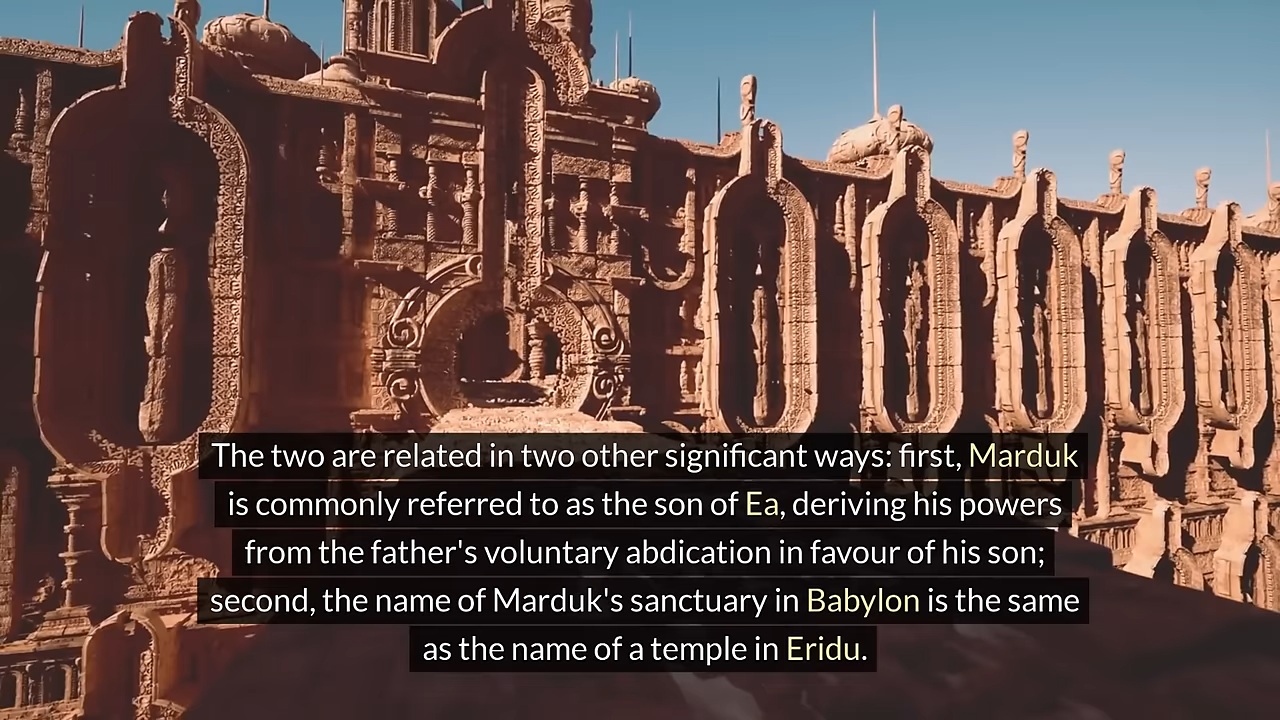 The two are related in two other significant ways: first, Marduk
is commonly referred to as the son of Ea, deriving his powers
from the father's voluntary abdication in favour of his son;
second, the name of Marduk's sanctuary in Babylon is the same
as the name of a temple in Eridu.